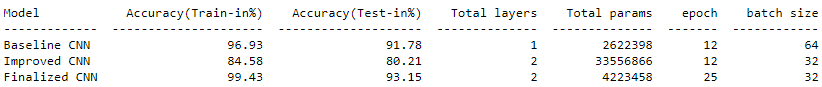 Model Accuracy(Train-in%) Accuracy(Test-in%) Total layers Total params epoch batch size
------------ -------------------- ------------------- -------------- -------------- ------- ------------
Baseline CNN 96.93 91.78 1 2622398 12 64
Improved CNN 84.58 80.21 2 33556866 12 32
Finalized CNN 99.43 93.15 2 4223458 25 32